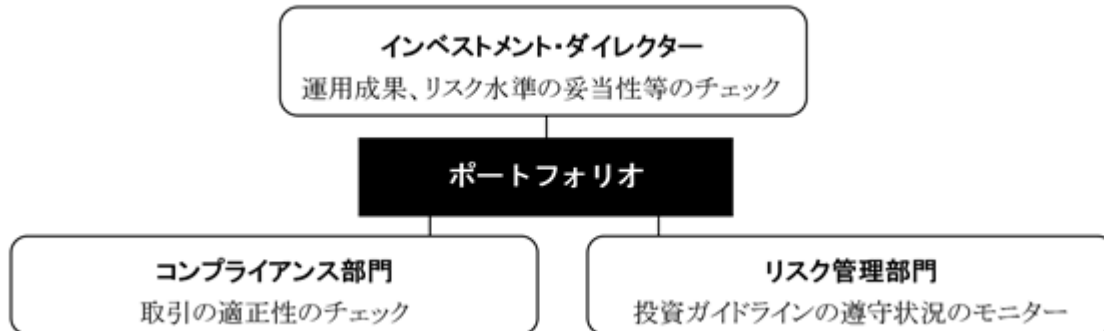 インベストメント・ダイレクター
運用成果、リスク水準の妥当性等のチェック
ポートフォリオ
コンプライアンス部門
取引の適正性のチェック
リスク管理部門
投資ガイドラインの遵守状況のモニター